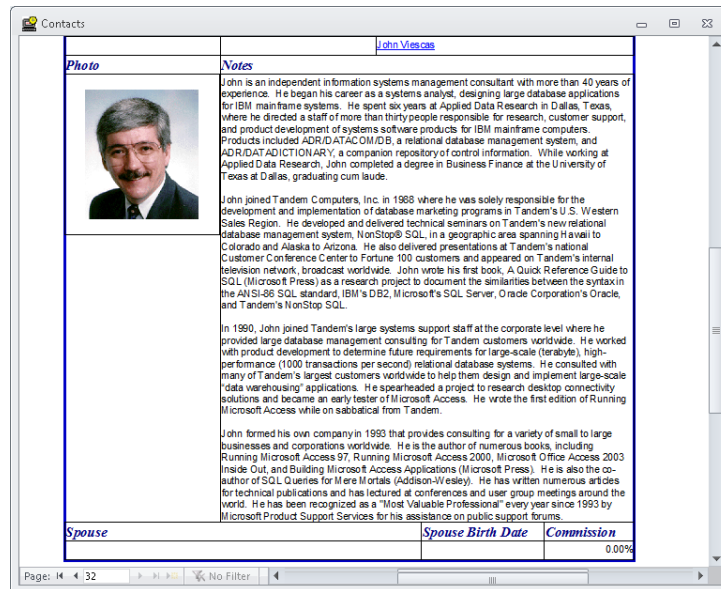 Contacts
John Viescas
Photo Notes
John is an independent information systems management consultant with more than 40 years of
experience. He began his career as a systems analyst, designing large database applications
for IBM mainframe systems. He spent six years at Applied Data Research in Dallas, Texas,
where he directed a staff of more than thirty people responsible for research, customer support,
and product development of systems software products for IBM mainframe computers.
Products included ADR/DATACOM/DB, a relational database management system, and
ADR/DATADICTIONARY, a companion repository of control information. While working at
Applied Data Research, John completed a degree in Business Finance at the University of
Texas at Dallas, graduating cum laude.
John joined Tandem Computers, Inc. in 1988 where he was solely responsible for the
development and implementation of database marketing programs in Tandem's U.S. Western
Sales Region. He developed and delivered technical seminars on Tandem's new relational
database management system, NonStop® SQL, in a geographic area spanning Hawaii to
Colorado and Alaska to Arizona. He also delivered presentations at Tandem's national
Customer Conference Center to Fortune 100 customers and appeared on Tandem's internal
television network, broadcast worldwide. John wrote his first book, A Quick Reference Guide to
SQL (Microsoft Press) as a research project to document the similarities between the syntax in
the ANSI-86 SQL standard, IBM's DB2, Microsoft's SQL Server, Oracle Corporation's Oracle,
and Tandem's NonStop SQL.
In 1990, John joined Tandem's large systems support staff at the corporate level where he
provided large database management consulting for Tandem customers worldwide. He worked
with product development to determine future requirements for large-scale (terabyte), high-
performance (1000 transactions per second) relational database systems. He consulted with
many of Tandem's largest customers worldwide to help them design and implement large-scale
"data warehousing" applications. He spearheaded a project to research desktop connectivity
solutions and became an early tester of Microsoft Access. He wrote the first edition of Running
Microsoft Access while on sabbatical from Tandem.
John formed his own company in 1993 that provides consulting for a variety of small to large
businesses and corporations worldwide. He is the author of numerous books, including
Running Microsoft Access 97, Running Microsoft Access 2000, Microsoft Office Access 2003
Inside Out, and Building Microsoft Access Applications (Microsoft Press). He is also the co-
author of SQL Queries for Mere Mortals (Addison-Wesley). He has written numerous articles
for technical publications and has lectured at conferences and user group meetings around the
world. He has been recognized as a "Most Valuable Professional" every year since 1993 by
Microsoft Product Support Services for his assistance on public support forums.
Spouse Spouse Birth Date Commission
0.00%
Page: 32 No Filter